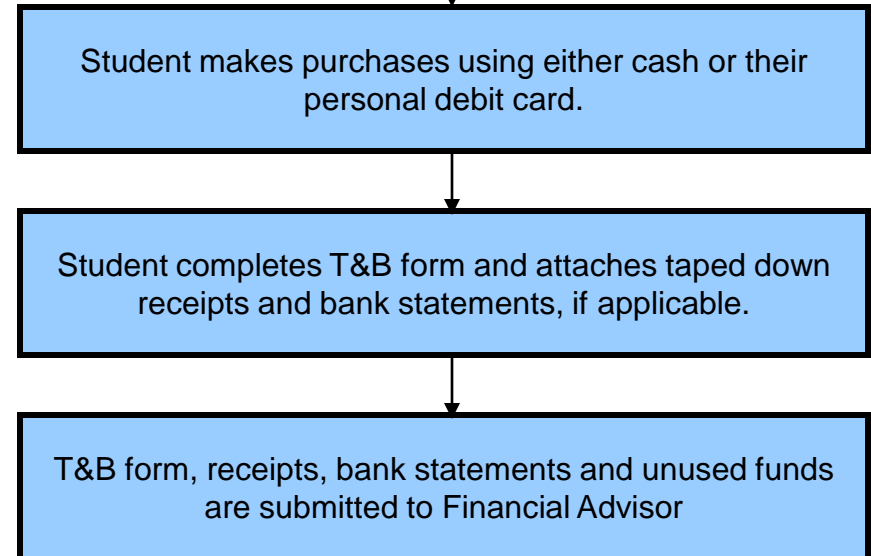 Student makes purchases using either cash or their
personal debit card.
Student completes T&B form and attaches taped down
receipts and bank statements, if applicable.
T&B form, receipts, bank statements and unused funds
are submitted to Financial Advisor